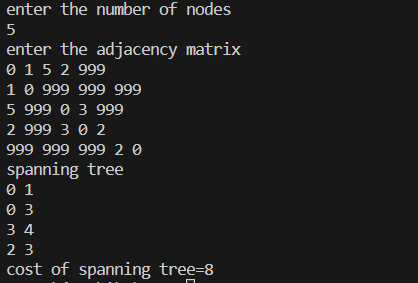 enter the number of nodes
5
enter the adjacency matrix
0 1 5 2 999
1 0 999 999 999
5 999 0 3 999
2 999 3 0 2
999 999 999 2 0
spanning tree
0 1
0 3
3 4
2 3
cost of spanning tree=8